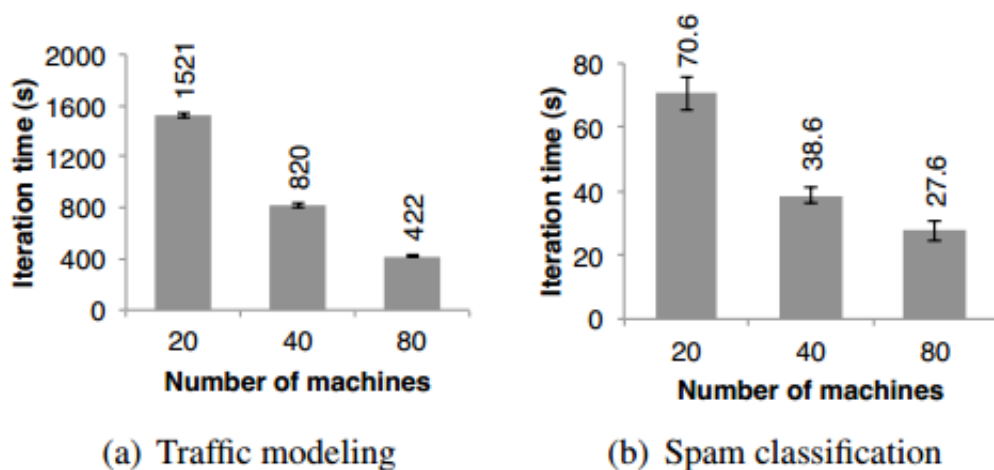 Iteration time (s)
2000
1600
1200
800
400
0
1521
820
422
20 40 80
Number of machines
(a) Traffic modeling
Iteration time (s)
80
60
40
20
0
70.6
38.6
27.6
20 40 80
Number of machines
(b) Spam classification